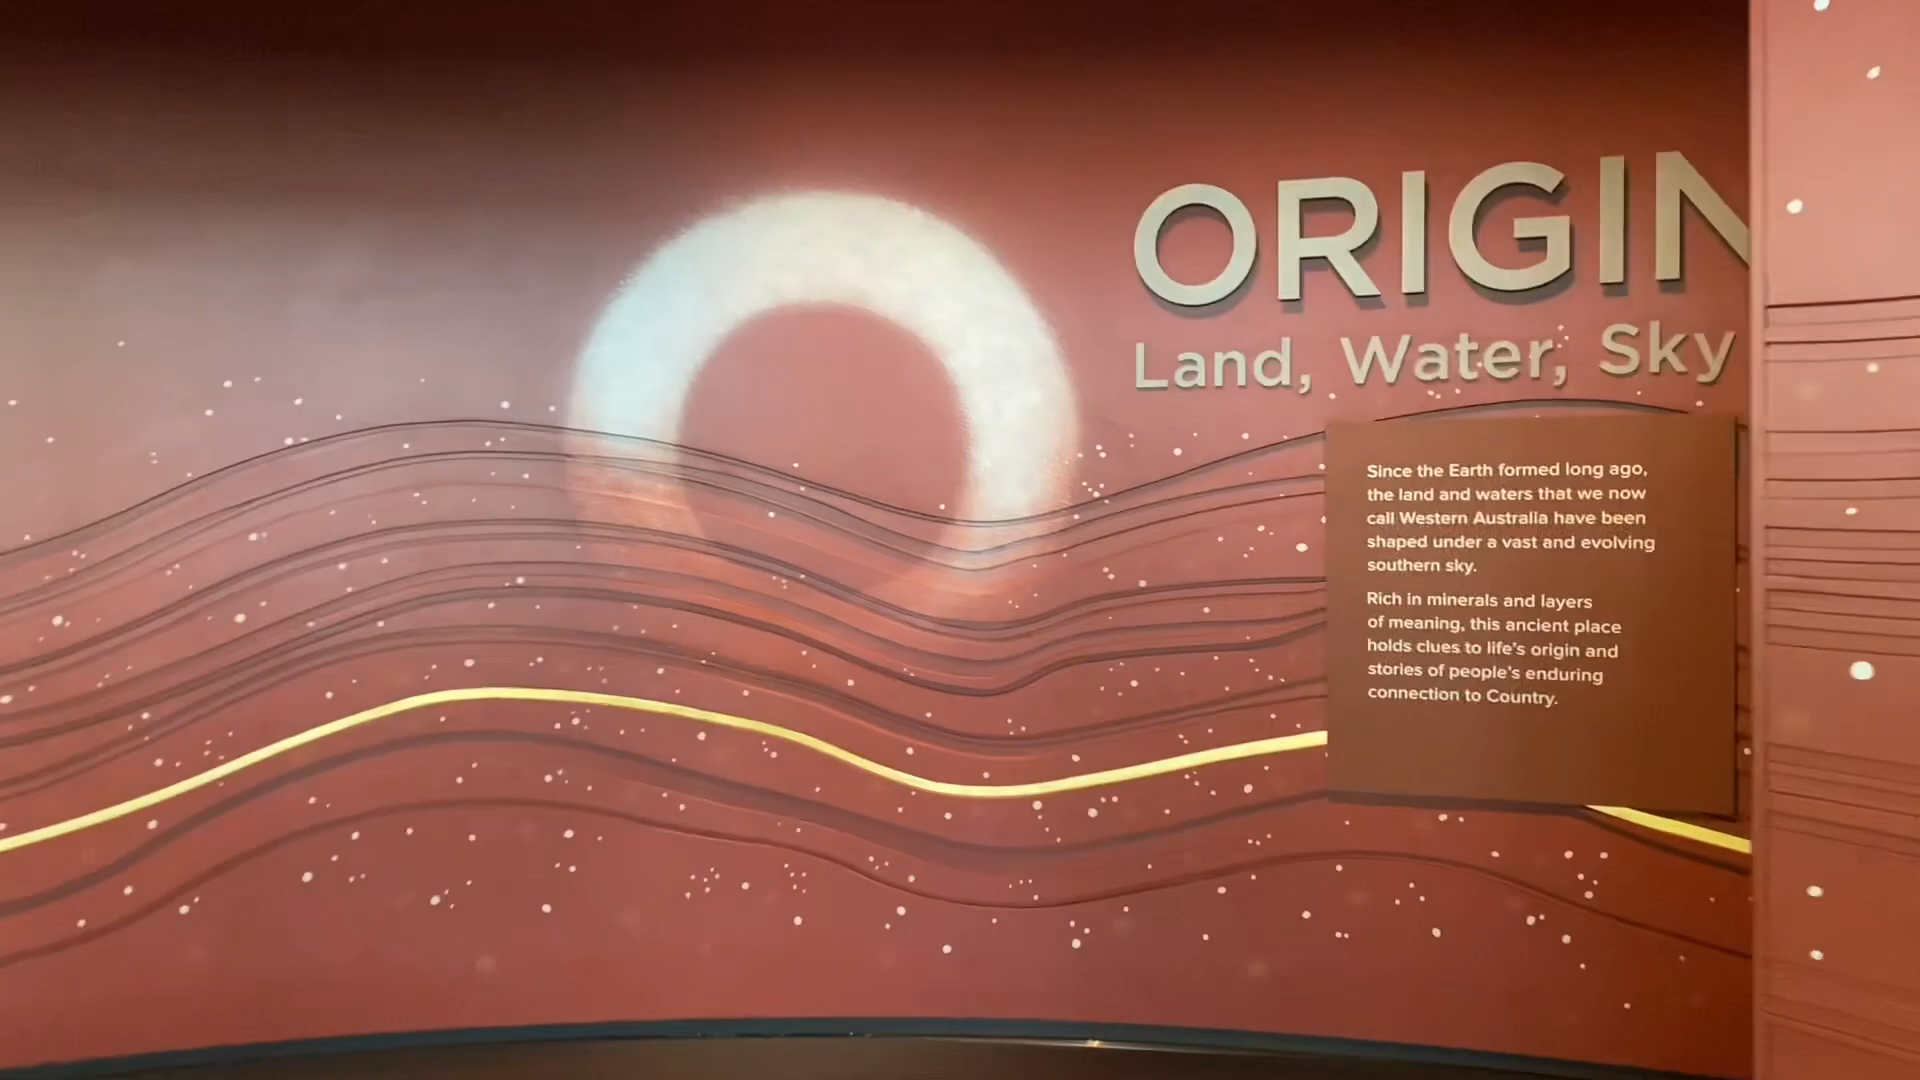 ORIGIN
Land, Water, Sky
Since the Earth formed long ago,
the land and waters that we now
call Western Australia have been
shaped under a vast and evolving
southern sky.
Rich in minerals and layers
of meaning, this ancient place
holds clues to life's origin and
stories of people's enduring
connection to Country.